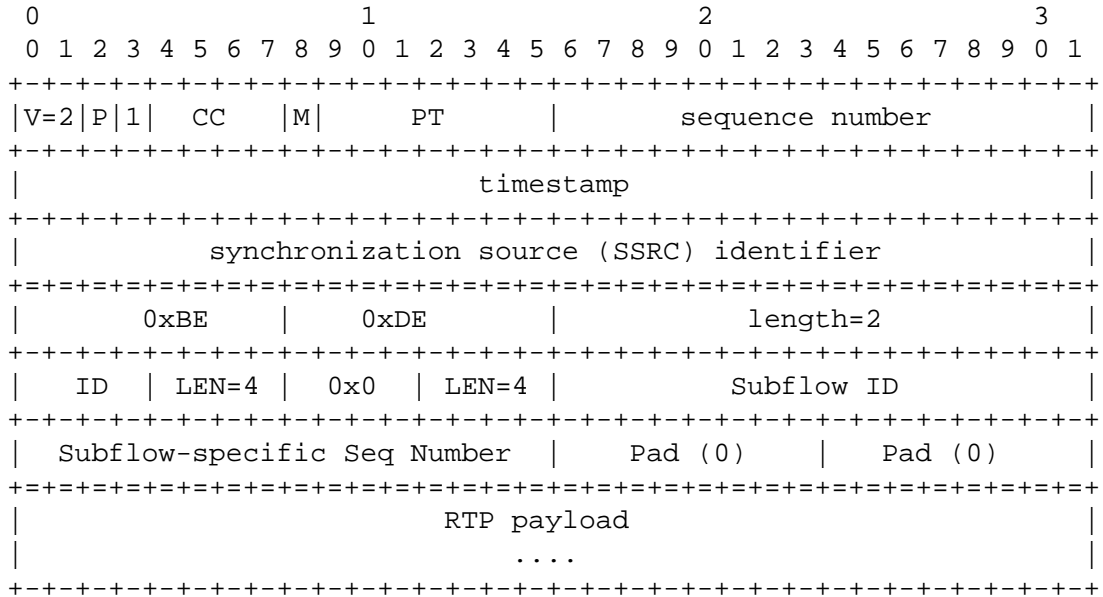 0                   1                   2                   3
 0 1 2 3 4 5 6 7 8 9 0 1 2 3 4 5 6 7 8 9 0 1 2 3 4 5 6 7 8 9 0 1
+-+-+-+-+-+-+-+-+-+-+-+-+-+-+-+-+-+-+-+-+-+-+-+-+-+-+-+-+-+-+-+-+
|V=2|P|1|  CC   |M|     PT      |       sequence number         |
+-+-+-+-+-+-+-+-+-+-+-+-+-+-+-+-+-+-+-+-+-+-+-+-+-+-+-+-+-+-+-+-+
|                           timestamp                           |
+-+-+-+-+-+-+-+-+-+-+-+-+-+-+-+-+-+-+-+-+-+-+-+-+-+-+-+-+-+-+-+-+
|           synchronization source (SSRC) identifier            |
+=+=+=+=+=+=+=+=+=+=+=+=+=+=+=+=+=+=+=+=+=+=+=+=+=+=+=+=+=+=+=+=+
|       0xBE    |    0xDE       |           length=2            |
+-+-+-+-+-+-+-+-+-+-+-+-+-+-+-+-+-+-+-+-+-+-+-+-+-+-+-+-+-+-+-+-+
|   ID  | LEN=4 |  0x0  | LEN=4 |          Subflow ID           |
+-+-+-+-+-+-+-+-+-+-+-+-+-+-+-+-+-+-+-+-+-+-+-+-+-+-+-+-+-+-+-+-+
|  Subflow-specific Seq Number  |    Pad (0)    |   Pad (0)     |
+=+=+=+=+=+=+=+=+=+=+=+=+=+=+=+=+=+=+=+=+=+=+=+=+=+=+=+=+=+=+=+=+
|                         RTP payload                           |
|                             ....                              |
+-+-+-+-+-+-+-+-+-+-+-+-+-+-+-+-+-+-+-+-+-+-+-+-+-+-+-+-+-+-+-+-+